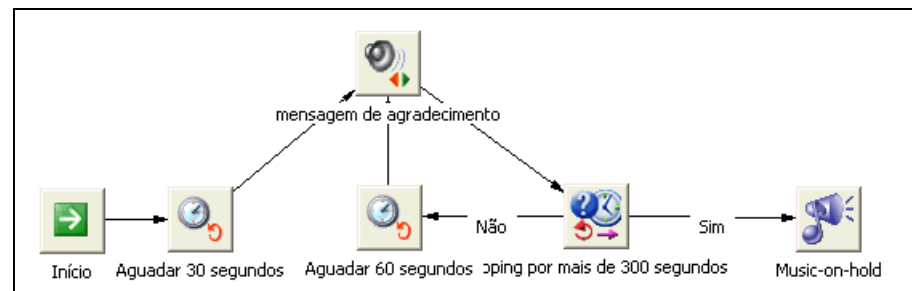 mensagem de agradecimento
Não
Sim
Início
Aguadar 30 segundos
Aguadar 60 segundos
pping por mais de 300 segundos
Music-on-hold